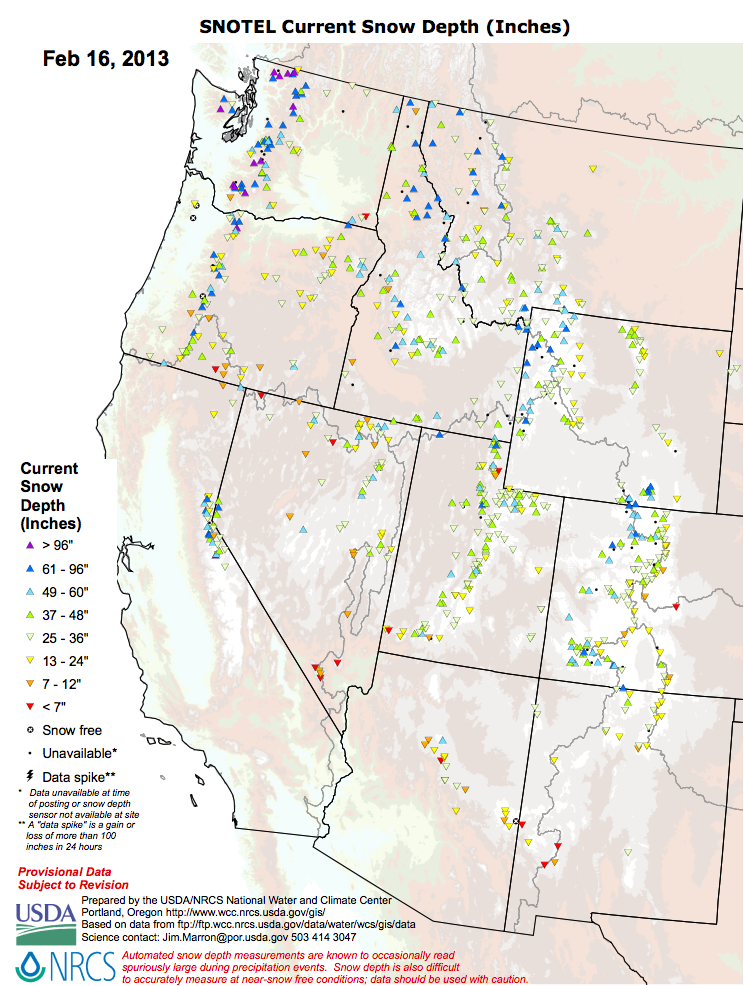 SNOTEL Current Snow Depth (Inches)
Feb 16, 2013
Current
Snow
Depth
(Inches)
> 96"
61 - 96"
49 - 60"
37 - 48"
25 - 36"
13 - 24"
7 - 12"
< 7"
Snow free
Unavailable*
Data spike**
* Data unavailable at time
of posting or snow depth
sensor not available at site
** A "data spike" is a gain or
loss of more than 100
inches in 24 hours
Provisional Data
Subject to Revision
USDA
Prepared by the USDA/NRCS National Water and Climate Center
Portland, Oregon http://www.wcc.nrcs.usda.gov/gis/
Based on data from ftp://ftp.wcc.nrcs.usda.gov/data/water/wcs/gis/data
Science contact: Jim.Marron@por.usda.gov 503 414 3047
NRCS
Automated snow depth measurements are known to occasionally read
spuriously large during precipitation events. Snow depth is also difficult
to accurately measure at near-snow free conditions; data should be used with caution.